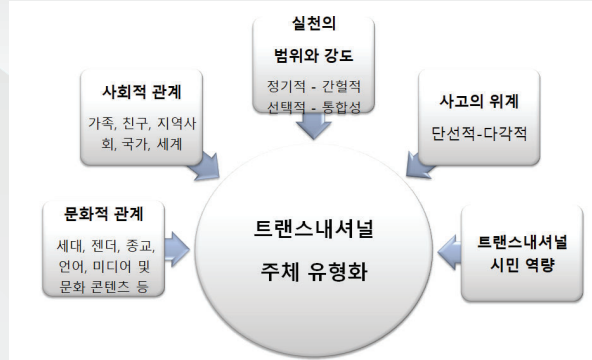 실천의
범위와 강도
정기적 - 간헐적
선택적 - 통합성
사회적 관계
가족, 친구, 지역사
회, 국가, 세계
사고의 위계
단선적-다각적
문화적 관계
세대, 젠더, 종교,
언어, 미디어 및
문화 콘텐츠 등
트랜스내셔널
주체 유형화
트랜스내셔널
시민 역량